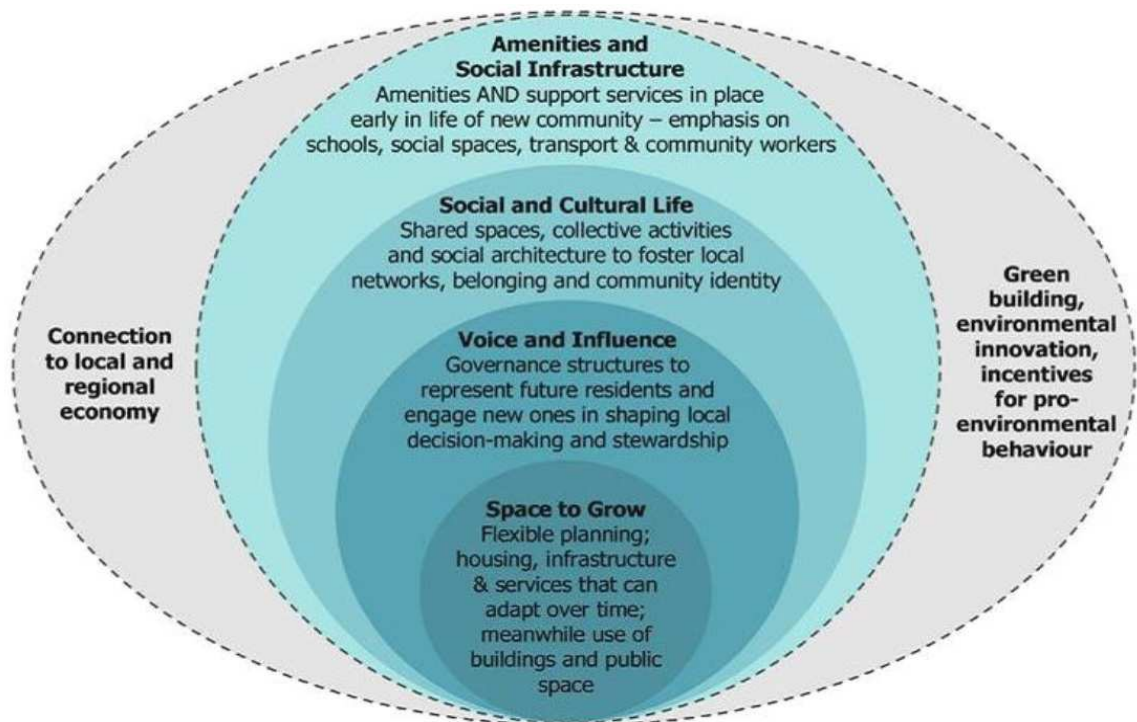 Amenities and
Social Infrastructure
Amenities AND support services in place
early in life of new community – emphasis on
schools, social spaces, transport & community workers
Social and Cultural Life
Shared spaces, collective activities
and social architecture to foster local
networks, belonging and community identity
Voice and Influence
Governance structures to
represent future residents and
engage new ones in shaping local
decision-making and stewardship
Space to Grow
Flexible planning;
housing, infrastructure
& services that can
adapt over time;
meanwhile use of
buildings and public
space
Connection
to local and
regional
economy
Green
building,
environmental
innovation,
incentives
for pro-
environmental
behaviour